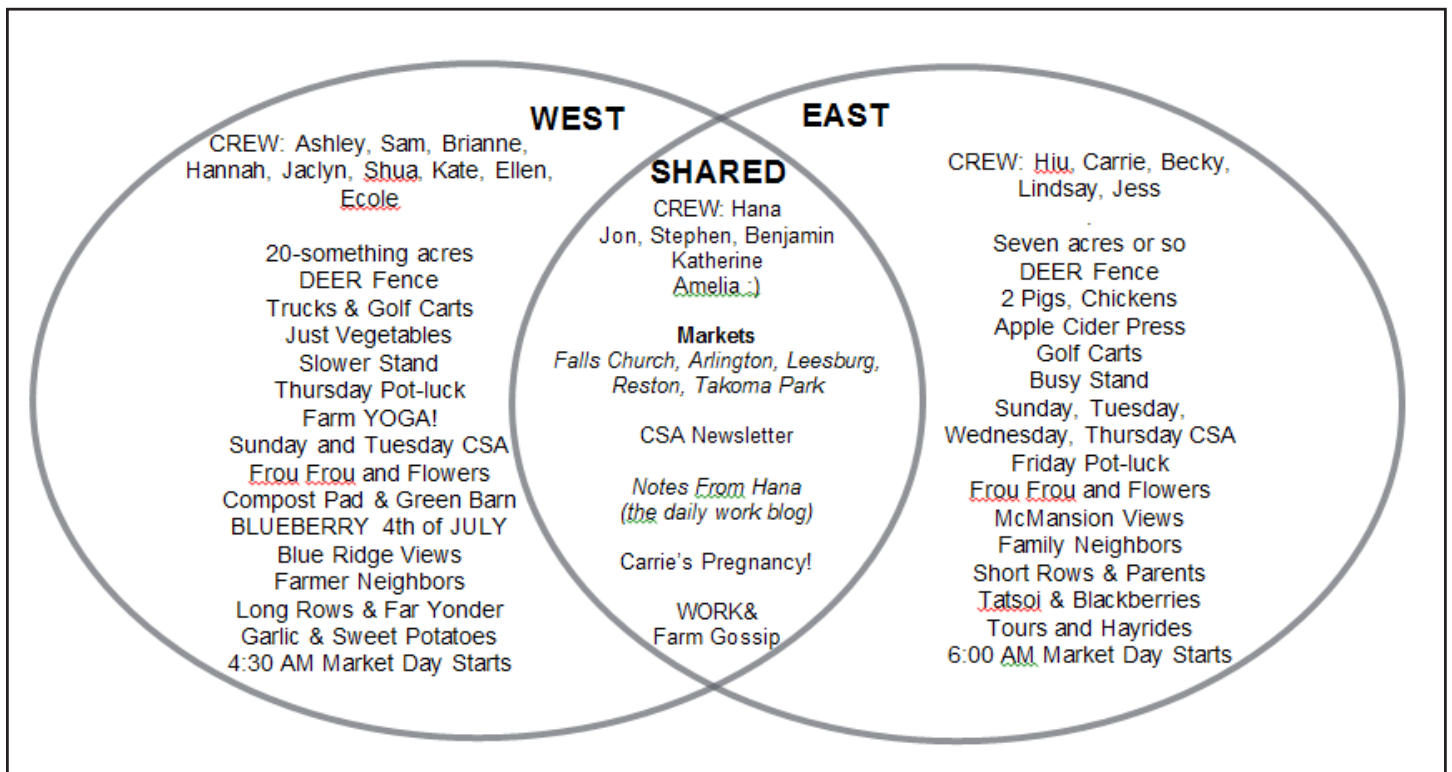 WEST
CREW: Ashley, Sam, Brianne,
Hannah, Jaclyn, Shua, Kate, Ellen,
Ecole
20-something acres
DEER Fence
Trucks & Golf Carts
Just Vegetables
Slower Stand
Thursday Pot-luck
Farm YOGA!
Sunday and Tuesday CSA
Frou Frou and Flowers
Compost Pad & Green Barn
BLUEBERRY 4th of JULY
Blue Ridge Views
Farmer Neighbors
Long Rows & Far Yonder
Garlic & Sweet Potatoes
4:30 AM Market Day Starts
SHARED
CREW: Hana
Jon, Stephen, Benjamin
Katherine
Amelia :)
Markets
Falls Church, Arlington, Leesburg,
Reston, Takoma Park
CSA Newsletter
Notes From Hana
(the daily work blog)
Carrie's Pregnancy!
WORK&
Farm Gossip
EAST
CREW: Hiu, Carrie, Becky,
Lindsay, Jess
.
Seven acres or so
DEER Fence
2 Pigs, Chickens
Apple Cider Press
Golf Carts
Busy Stand
Sunday, Tuesday,
Wednesday, Thursday CSA
Friday Pot-luck
Frou Frou and Flowers
McMansion Views
Family Neighbors
Short Rows & Parents
Tatsoi & Blackberries
Tours and Hayrides
6:00 AM Market Day Starts